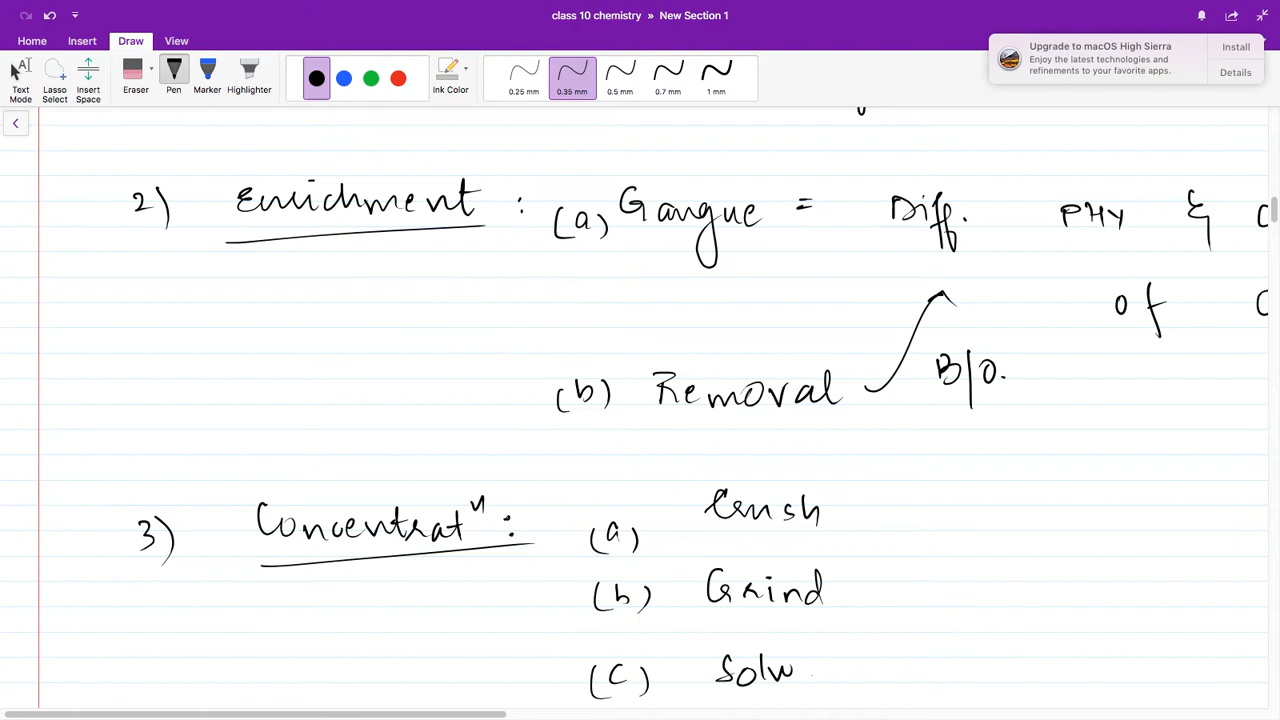 class 10 chemistry » New Section 1
Home Insert Draw View
Upgrade to macOS High Sierra
Enjoy the latest technologies and
refinements to your favorite apps.
Install
Details
Text
Mode
Lasso
Select
Insert
Space
Eraser
Pen
Marker
Highlighter
Ink Color
0.25 mm
0.35 mm
0.5 mm
0.7 mm
1 mm
2) Enrichment : (a) Gangue = Diff. PHY &
of
(b) Removal B/O.
3) Concentratn : (a) Crush
(b) Grind
(c)